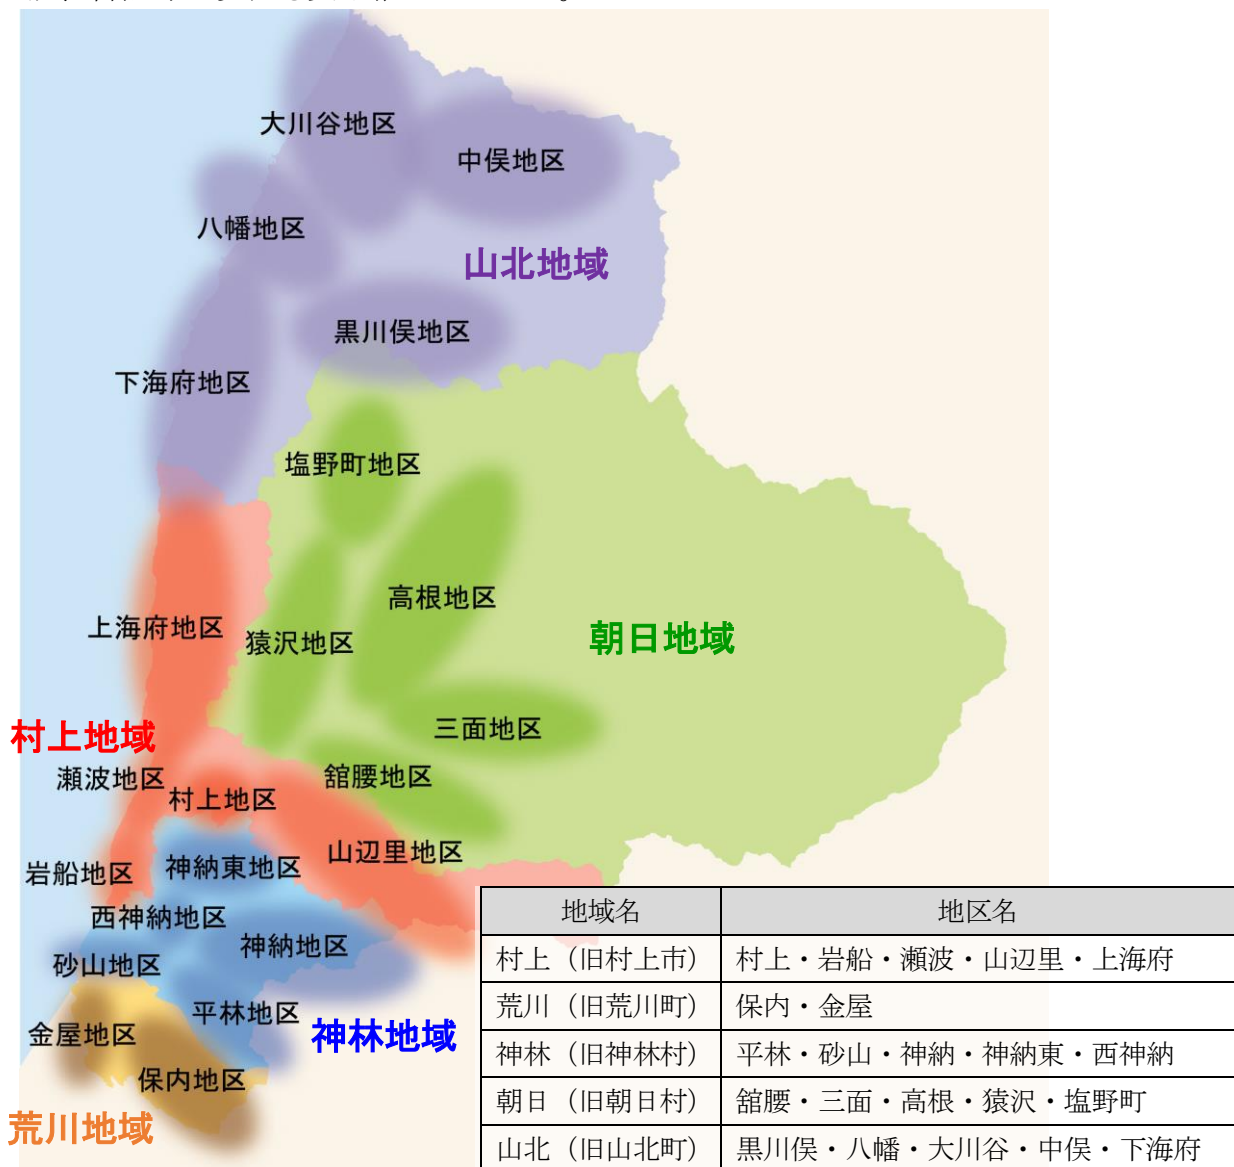 大川谷地区
中俣地区
八幡地区
山北地域
黒川俣地区
下海府地区
塩野町地区
高根地区
上海府地区
猿沢地区
朝日地域
三面地区
村上地域
瀬波地区
村上地区
舘腰地区
山辺里地区
岩船地区
神納東地区
西神納地区
神納地区
砂山地区
平林地区
金屋地区
神林地域
保内地区
荒川地域
地域名 地区名
村上（旧村上市） 村上・岩船・瀬波・山辺里・上海府
荒川（旧荒川町） 保内・金屋
神林（旧神林村） 平林・砂山・神納・神納東・西神納
朝日（旧朝日村） 舘腰・三面・高根・猿沢・塩野町
山北（旧山北町） 黒川俣・八幡・大川谷・中俣・下海府